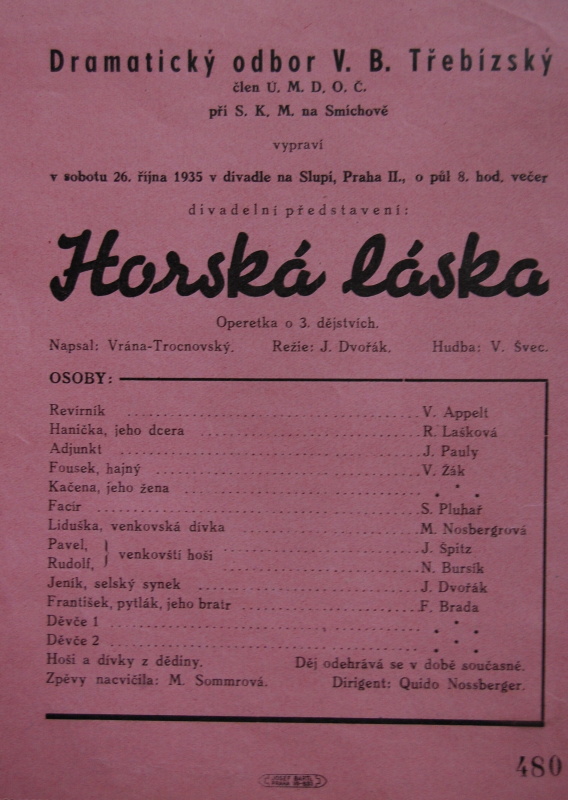 Dramatický odbor V. B. Třebízský
člen Ú. M. D. O. Č.
při S. K. M. na Smíchově
vypraví
v sobotu 26. října 1935 v divadle na Slupi, Praha II., o půl 8. hod. večer
divadelní představení:
Horská láska
Operetka o 3. dějstvích.
Napsal: Vrána-Trocnovský. Režie: J. Dvořák. Hudba: V. Švec.
OSOBY:
Revírník V. Appelt
Hanička, jeho dcera R. Lašková
Adjunkt J. Pauly
Fousek, hajný V. Žák
Kačena, jeho žena * * *
Facír S. Pluhař
Liduška, venkovská dívka M. Nosbergrová
Pavel, } venkovští hoši J. Špitz
Rudolf, } N. Bursík
Jeník, selský synek J. Dvořák
František, pytlák, jeho bratr F. Brada
Děvče 1 * * *
Děvče 2 * * *
Hoši a dívky z dědiny. Děj odehrává se v době současné.
Zpěvy nacvičila: M. Sommrová. Dirigent: Quido Nossberger.
480
JOSEF